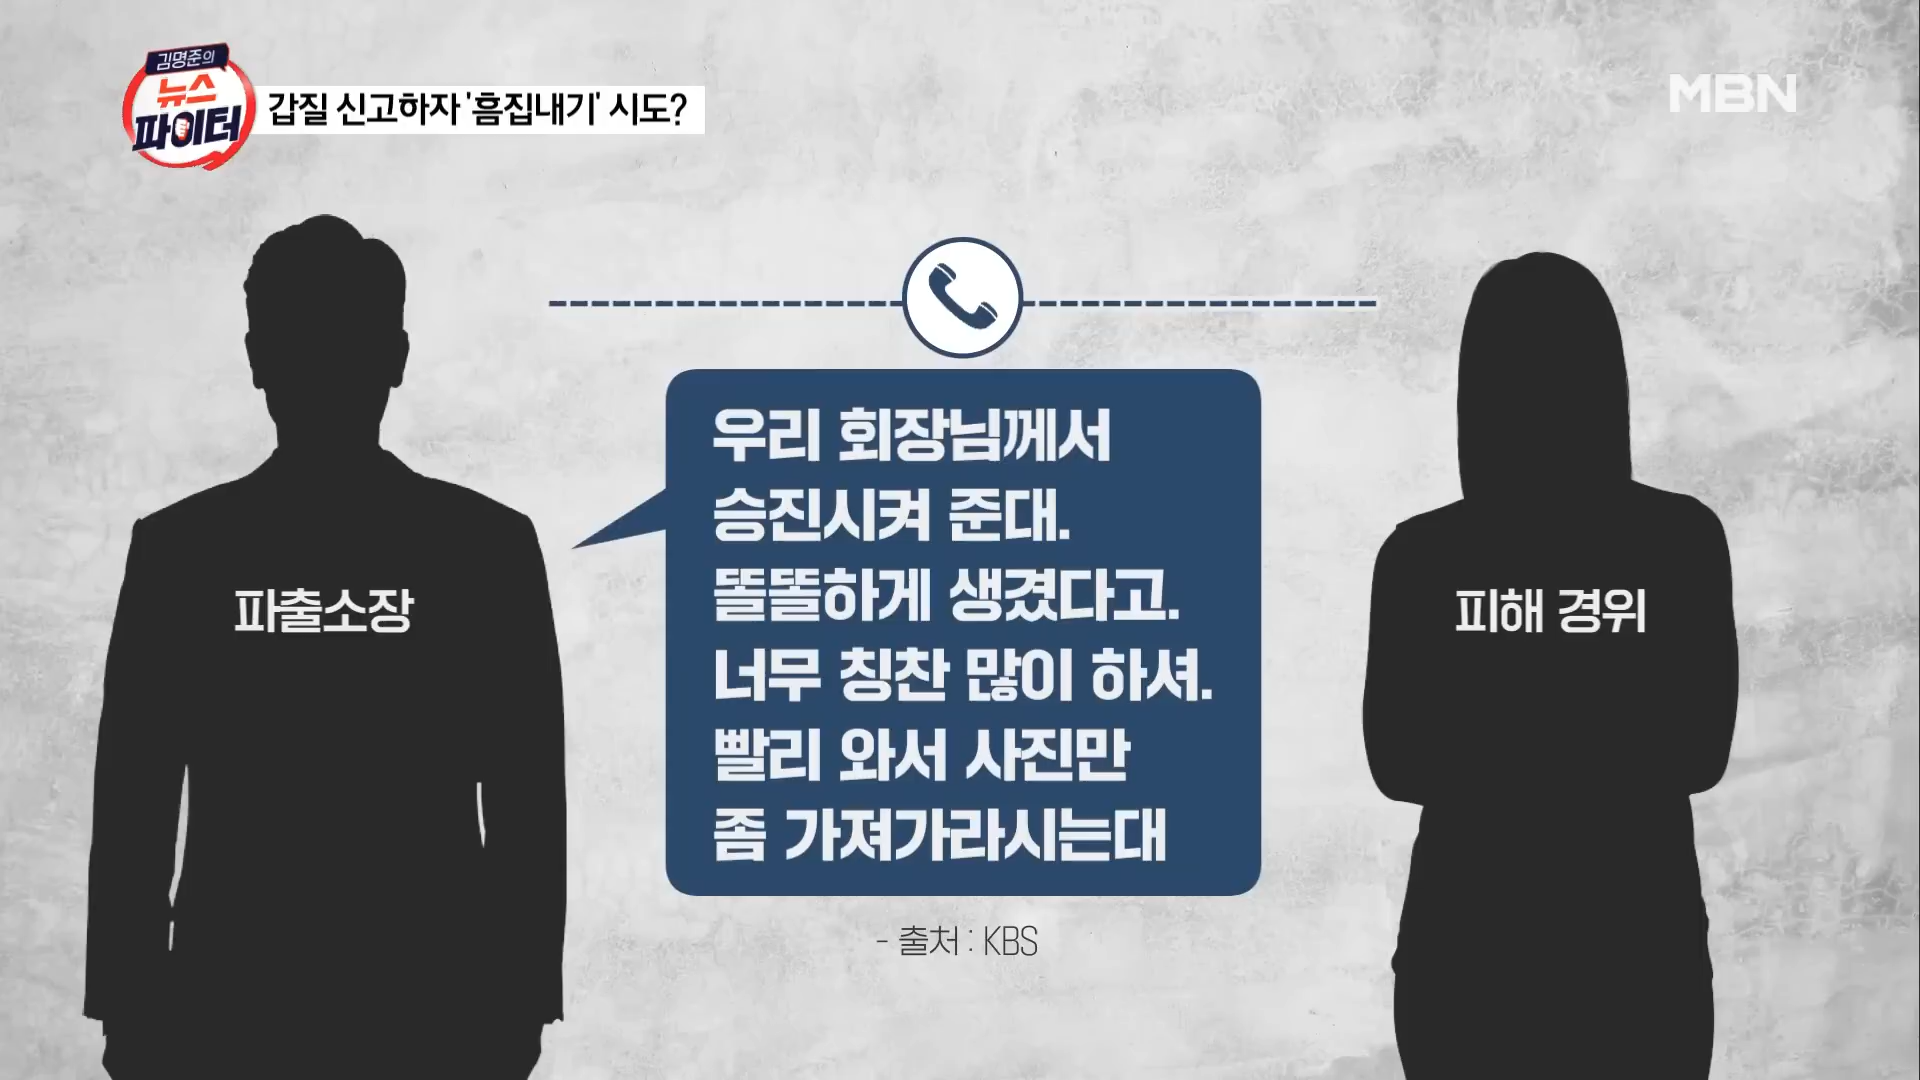 김명준의
뉴스
파이터
갑질 신고하자 '흠집내기' 시도?
MBN
우리 회장님께서
승진시켜 준대.
똘똘하게 생겼다고.
너무 칭찬 많이 하셔.
빨리 와서 사진만
좀 가져가라시는대
파출소장
피해 경위
- 출처 : KBS